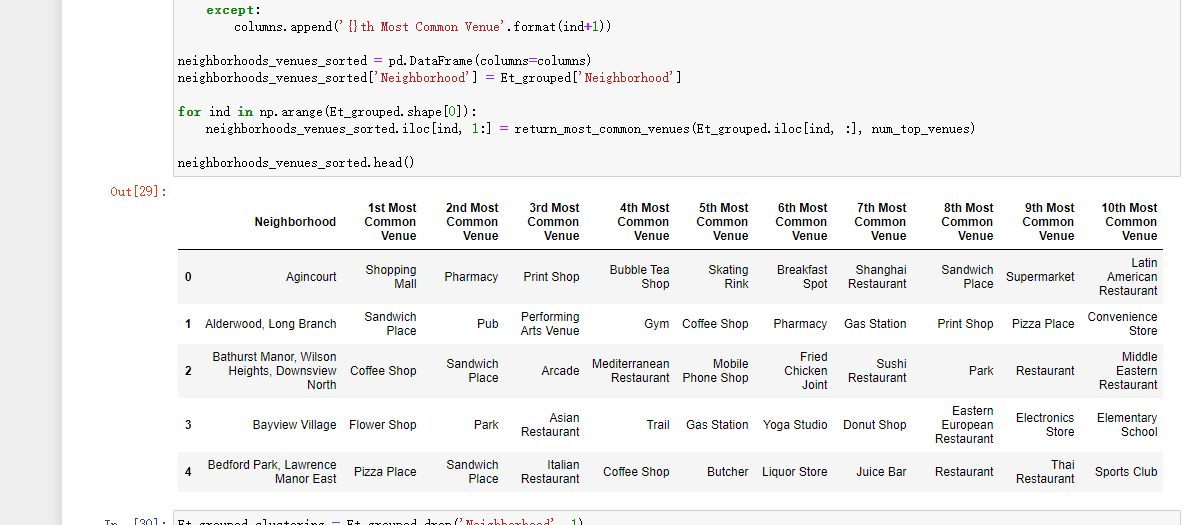 except:
columns.append('{}th Most Common Venue'.format(ind+1))
neighborhoods_venues_sorted = pd.DataFrame(columns=columns)
neighborhoods_venues_sorted['Neighborhood'] = Et_grouped['Neighborhood']
for ind in np.arange(Et_grouped.shape[0]):
neighborhoods_venues_sorted.iloc[ind, 1:] = return_most_common_venues(Et_grouped.iloc[ind, :], num_top_venues)
neighborhoods_venues_sorted.head()
Out[29]:
Neighborhood 1st Most Common Venue 2nd Most Common Venue 3rd Most Common Venue 4th Most Common Venue 5th Most Common Venue 6th Most Common Venue 7th Most Common Venue 8th Most Common Venue 9th Most Common Venue 10th Most Common Venue
0 Agincourt Shopping Mall Pharmacy Print Shop Bubble Tea Shop Skating Rink Breakfast Spot Shanghai Restaurant Sandwich Place Supermarket Latin American Restaurant
1 Alderwood, Long Branch Sandwich Place Pub Performing Arts Venue Gym Coffee Shop Pharmacy Gas Station Print Shop Pizza Place Convenience Store
2 Bathurst Manor, Wilson Heights, Downsview North Coffee Shop Sandwich Place Arcade Mediterranean Restaurant Mobile Phone Shop Fried Chicken Joint Sushi Restaurant Park Restaurant Middle Eastern Restaurant
3 Bayview Village Flower Shop Park Asian Restaurant Trail Gas Station Yoga Studio Donut Shop Eastern European Restaurant Electronics Store Elementary School
4 Bedford Park, Lawrence Manor East Pizza Place Sandwich Place Italian Restaurant Coffee Shop Butcher Liquor Store Juice Bar Restaurant Thai Restaurant Sports Club
In [30]: Et_grouped_clustering = Et_grouped.drop('Neighborhood', 1)